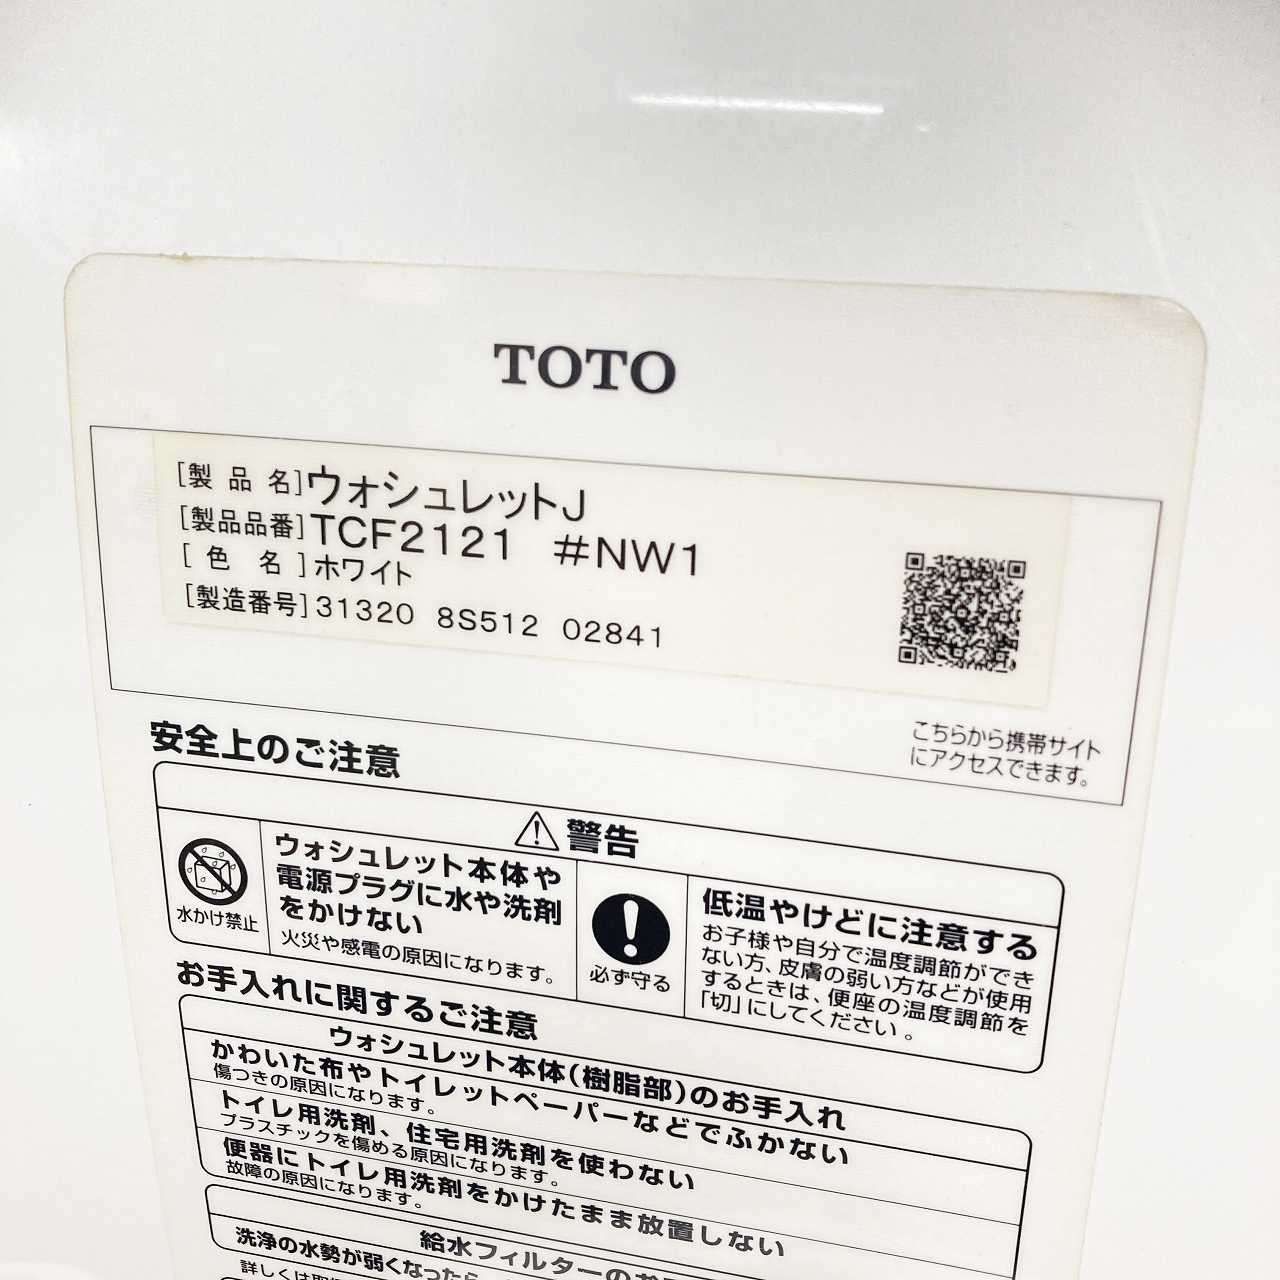 TOTO
[製品名]ウォシュレットJ
[製品品番]TCF2121 #NW1
[色名]ホワイト
[製造番号]31320 8S512 02841
こちらから携帯サイト
にアクセスできます。
安全上のご注意
警告
水かけ禁止
ウォシュレット本体や
電源プラグに水や洗剤
をかけない
火災や感電の原因になります。
必ず守る
低温やけどに注意する
お子様や自分で温度調節ができ
ない方、皮膚の弱い方などが使用
するときは、便座の温度調節を
「切」にしてください。
お手入れに関するご注意
ウォシュレット本体(樹脂部)のお手入れ
かわいた布やトイレットペーパーなどでふかない
傷つきの原因になります。
トイレ用洗剤、住宅用洗剤を使わない
プラスチックを傷める原因になります。
便器にトイレ用洗剤をかけたまま放置しない
故障の原因になります。
給水フィルターのお
洗浄の水勢が弱くなったら
詳しくは取